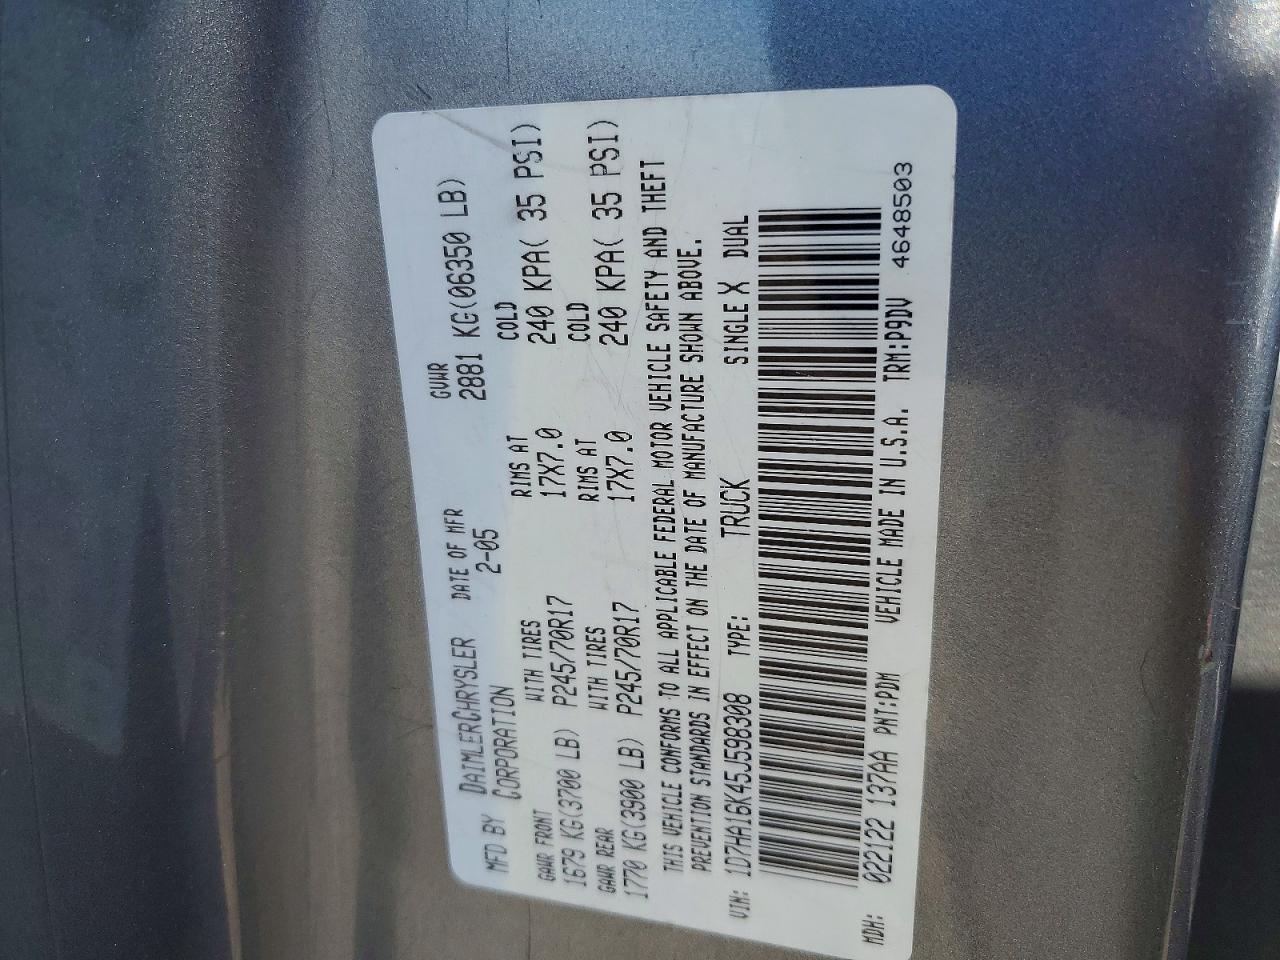 MFD BY DAIMLERCHRYSLER CORPORATION DATE OF MFR 2-05 GVWR 2881 KG(06350 LB)
GAWR FRONT WITH TIRES RIMS AT COLD
1679 KG(3700 LB) P245/70R17 17X7.0 240 KPA( 35 PSI)
GAWR REAR WITH TIRES RIMS AT COLD
1770 KG(3900 LB) P245/70R17 17X7.0 240 KPA( 35 PSI)
THIS VEHICLE CONFORMS TO ALL APPLICABLE FEDERAL MOTOR VEHICLE SAFETY AND THEFT
PREVENTION STANDARDS IN EFFECT ON THE DATE OF MANUFACTURE SHOWN ABOVE.
VIN: 1D7HA16K45J598308 TYPE: TRUCK SINGLE X DUAL
MDH: 022122 137AA PNT:PDM VEHICLE MADE IN U.S.A. TRM:P9DV 4648503